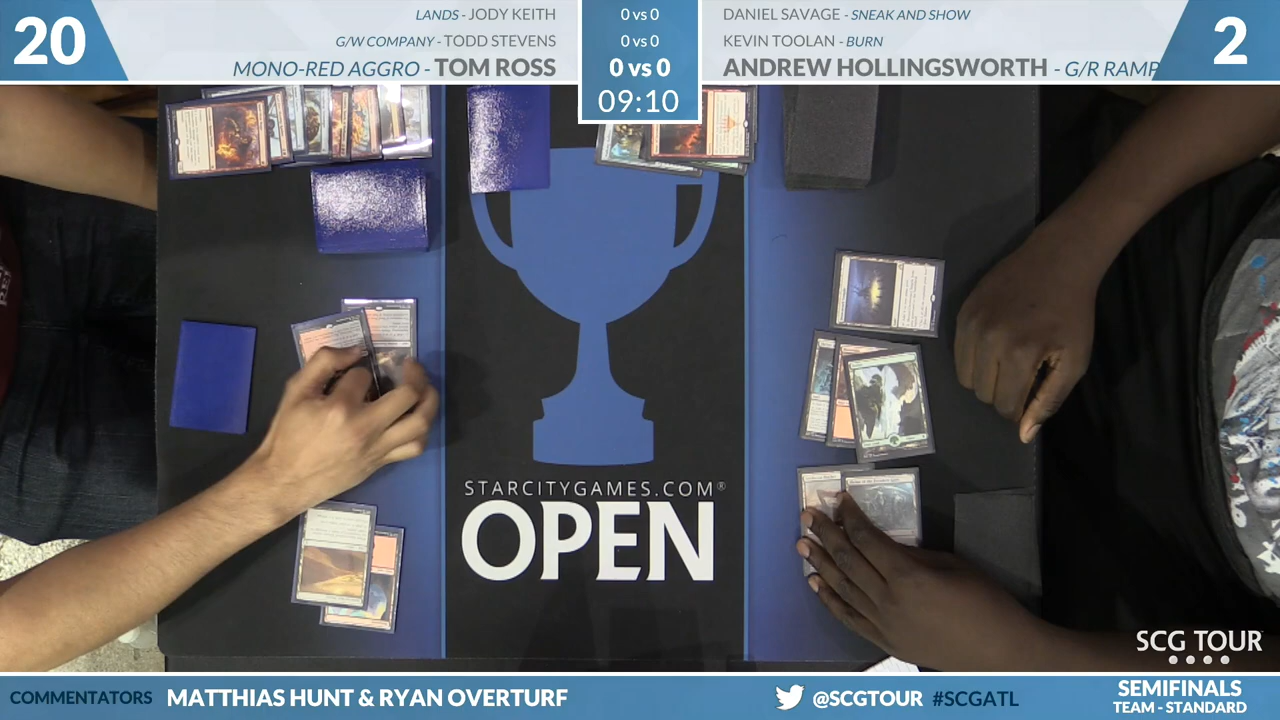 20
LANDS - JODY KEITH
G/W COMPANY - TODD STEVENS
MONO-RED AGGRO - TOM ROSS
0 vs 0
0 vs 0
0 vs 0
09:10
DANIEL SAVAGE - SNEAK AND SHOW
KEVIN TOOLAN - BURN
ANDREW HOLLINGSWORTH - G/R RAMP
2
STARCITYGAMES.COM®
OPEN
SCG TOUR
COMMENTATORS MATTHIAS HUNT & RYAN OVERTURF
@SCGTOUR #SCGATL
SEMIFINALS
TEAM - STANDARD